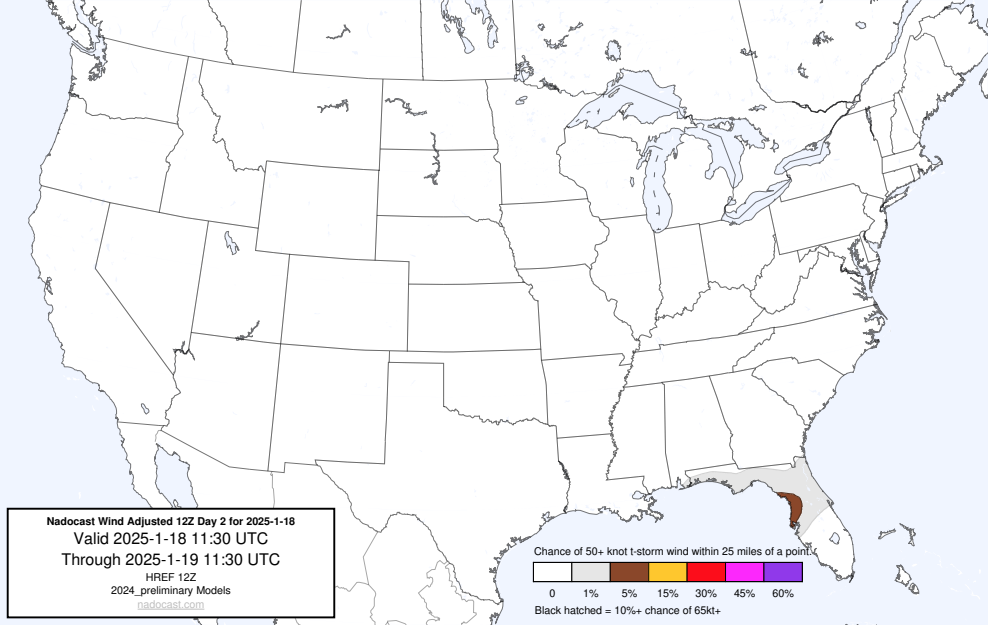 Nadocast Wind Adjusted 12Z Day 2 for 2025-1-18
Valid 2025-1-18 11:30 UTC
Through 2025-1-19 11:30 UTC
HREF 12Z
2024_preliminary Models
nadocast.com
Chance of 50+ knot t-storm wind within 25 miles of a point.
0 1% 5% 15% 30% 45% 60%
Black hatched = 10%+ chance of 65kt+